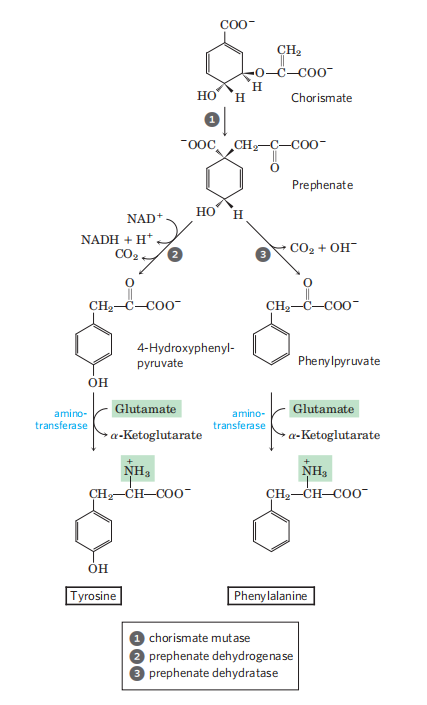 COO⁻
CH₂
O—C—COO⁻
H
HO H
Chorismate
1
⁻OOC CH₂—C—COO⁻
O
Prephenate
HO H
NAD⁺
NADH + H⁺
CO₂
2
3
CO₂ + OH⁻
O
CH₂—C—COO⁻
O
CH₂—C—COO⁻
4-Hydroxyphenyl-
pyruvate
Phenylpyruvate
OH
amino-
transferase
Glutamate
α-Ketoglutarate
amino-
transferase
Glutamate
α-Ketoglutarate
+
NH₃
CH₂—CH—COO⁻
+
NH₃
CH₂—CH—COO⁻
OH
Tyrosine
Phenylalanine
1 chorismate mutase
2 prephenate dehydrogenase
3 prephenate dehydratase